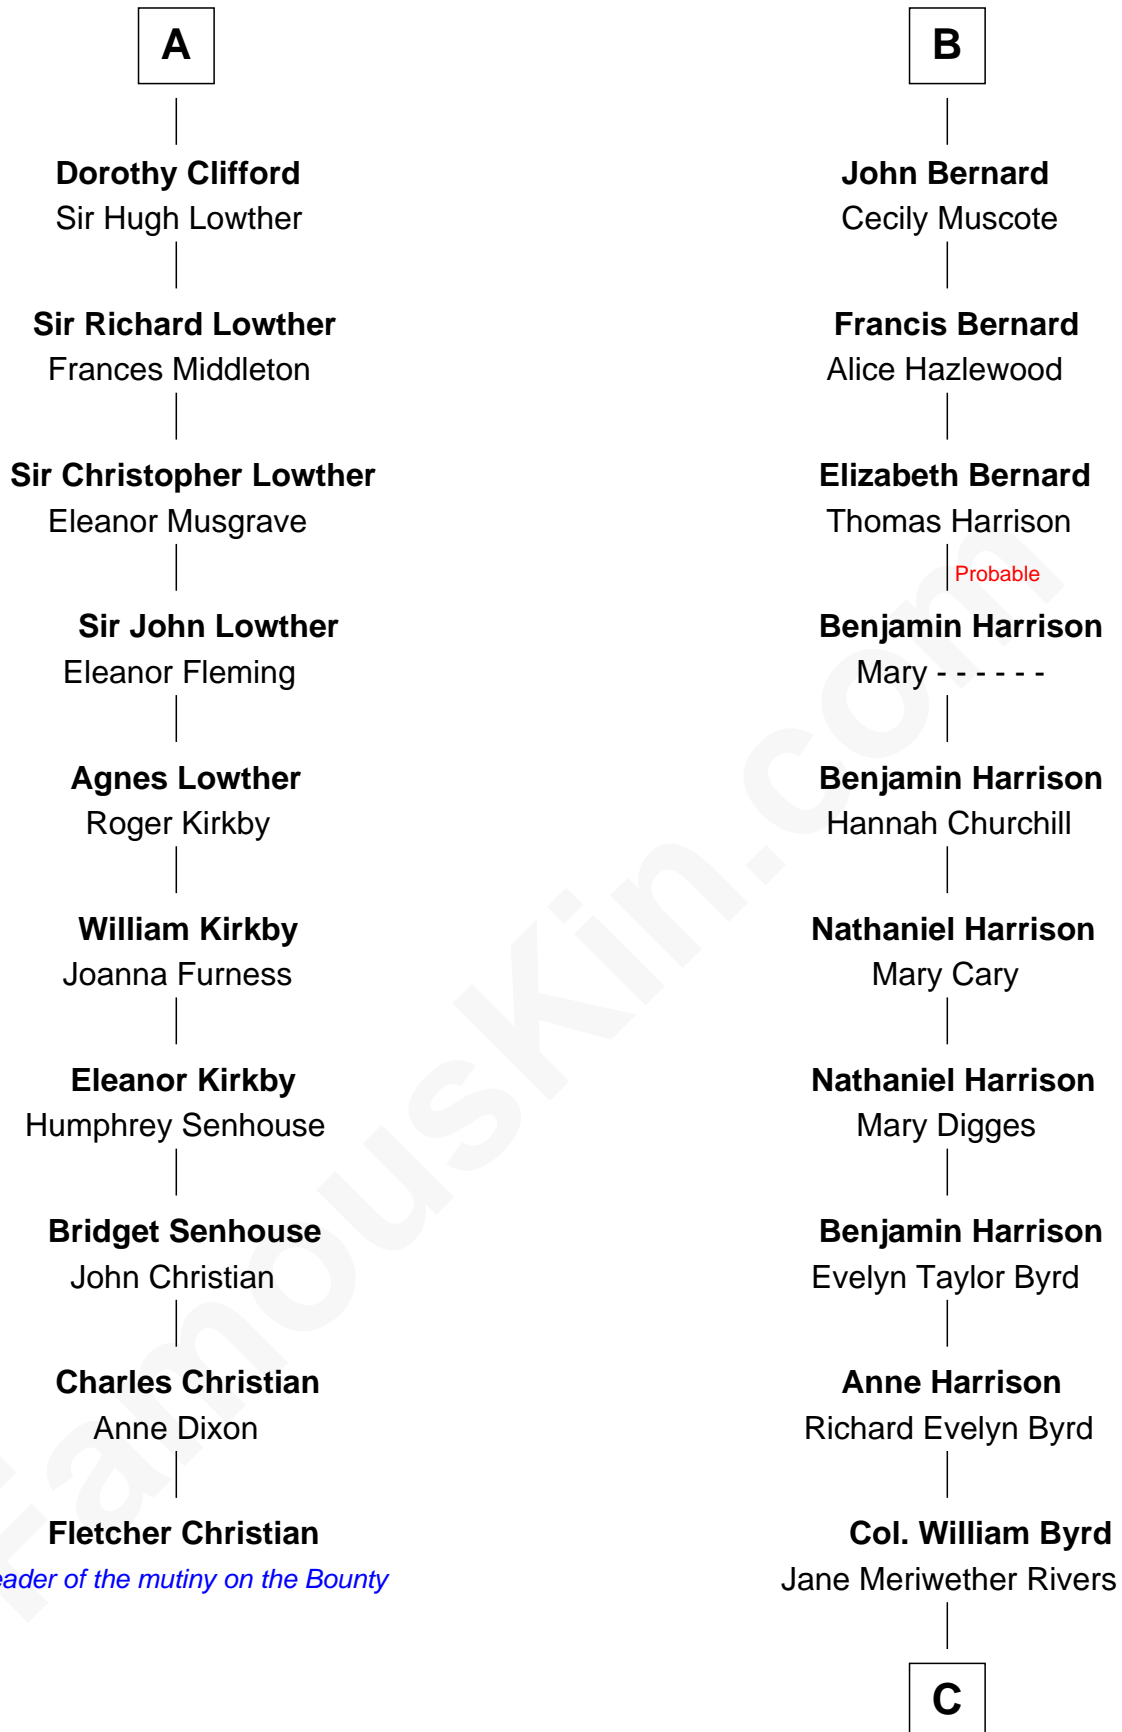 A
Dorothy Clifford
Sir Hugh Lowther
Sir Richard Lowther
Frances Middleton
Sir Christopher Lowther
Eleanor Musgrave
Sir John Lowther
Eleanor Fleming
Agnes Lowther
Roger Kirkby
William Kirkby
Joanna Furness
Eleanor Kirkby
Humphrey Senhouse
Bridget Senhouse
John Christian
Charles Christian
Anne Dixon
Fletcher Christian
eader of the mutiny on the Bounty
B
John Bernard
Cecily Muscote
Francis Bernard
Alice Hazlewood
Elizabeth Bernard
Thomas Harrison
Probable
Benjamin Harrison
Mary - - - - - -
Benjamin Harrison
Hannah Churchill
Nathaniel Harrison
Mary Cary
Nathaniel Harrison
Mary Digges
Benjamin Harrison
Evelyn Taylor Byrd
Anne Harrison
Richard Evelyn Byrd
Col. William Byrd
Jane Meriwether Rivers
C
FamousKin.com